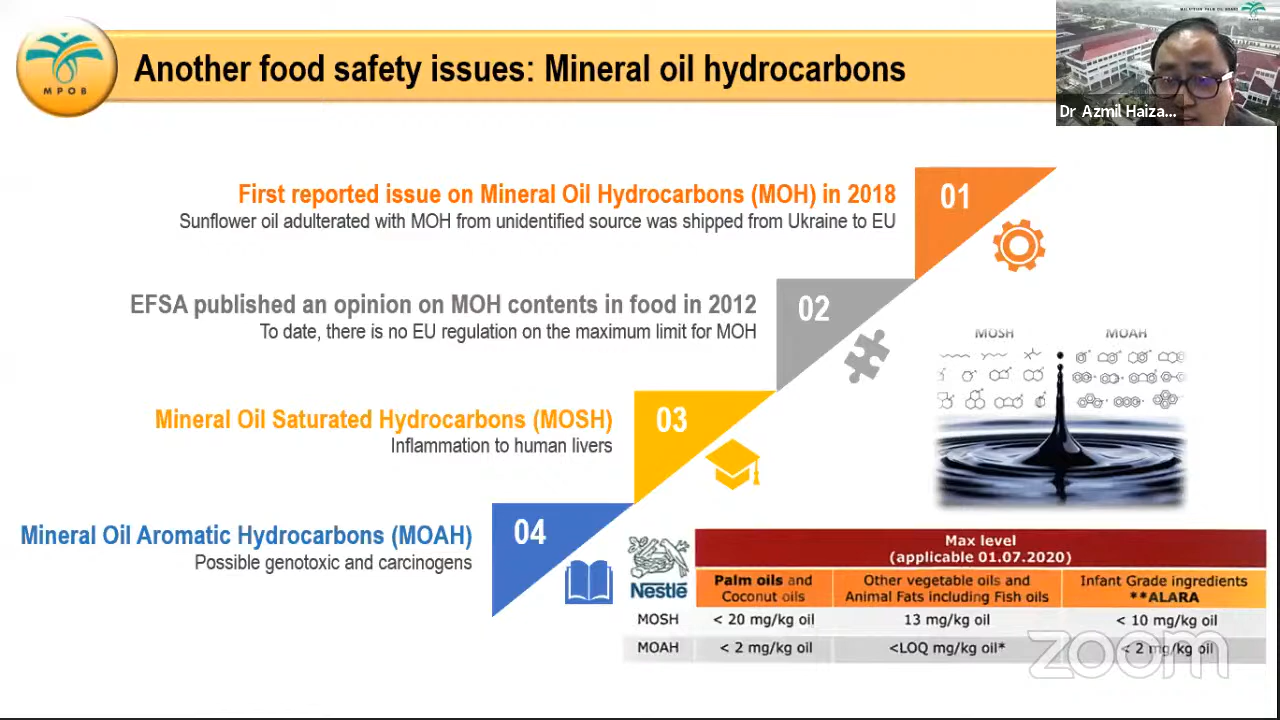 MPOB
Another food safety issues: Mineral oil hydrocarbons
MALAYSIAN PALM OIL BOARD
Dr Azmil Haiza...
First reported issue on Mineral Oil Hydrocarbons (MOH) in 2018
Sunflower oil adulterated with MOH from unidentified source was shipped from Ukraine to EU
01
EFSA published an opinion on MOH contents in food in 2012
To date, there is no EU regulation on the maximum limit for MOH
02
MOSH MOAH
Mineral Oil Saturated Hydrocarbons (MOSH)
Inflammation to human livers
03
Mineral Oil Aromatic Hydrocarbons (MOAH)
Possible genotoxic and carcinogens
04
Nestlé
Max level
(applicable 01.07.2020)
Palm oils and Coconut oils
Other vegetable oils and Animal Fats including Fish oils
Infant Grade ingredients **ALARA
MOSH < 20 mg/kg oil 13 mg/kg oil < 10 mg/kg oil
MOAH < 2 mg/kg oil <LOQ mg/kg oil* < 2 mg/kg oil
zoom